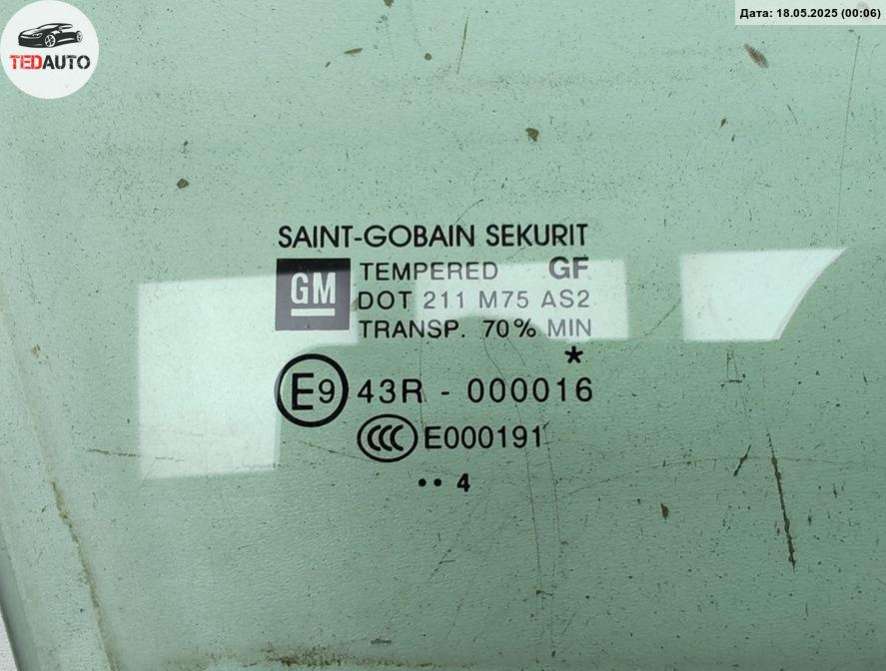 TEDAUTO
Дата: 18.05.2025 (00:06)
SAINT-GOBAIN SEKURIT
GM
TEMPERED GF
DOT 211 M75 AS2
TRANSP. 70% MIN
*
E9 43R - 000016
CCC E000191
•• 4